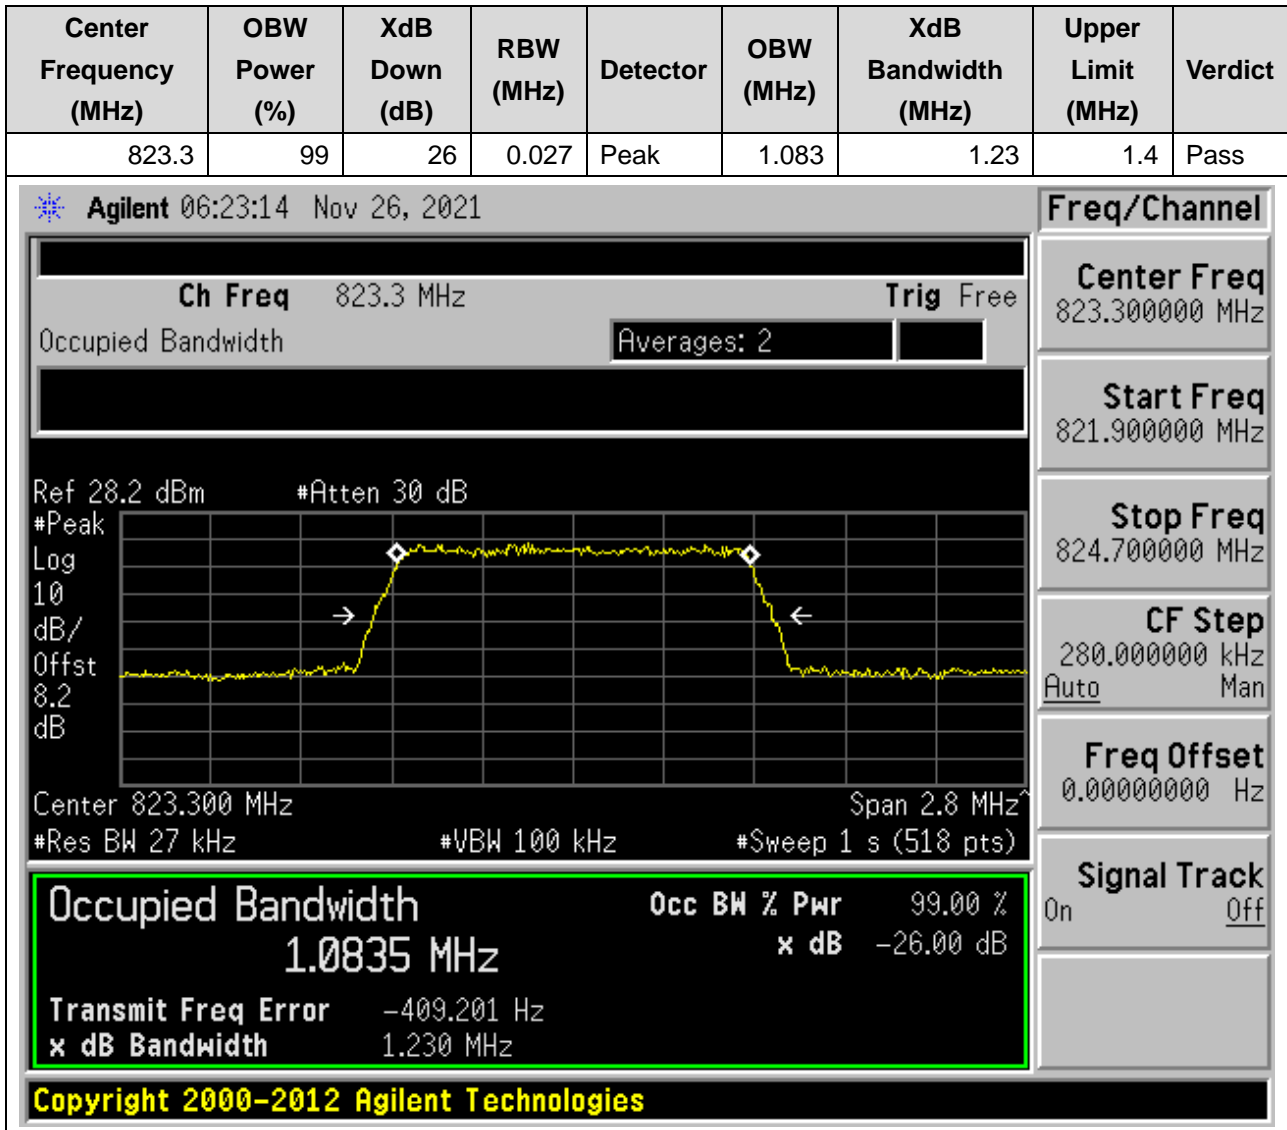 Center Frequency (MHz) OBW Power (%) XdB Down (dB) RBW (MHz) Detector OBW (MHz) XdB Bandwidth (MHz) Upper Limit (MHz) Verdict
823.3 99 26 0.027 Peak 1.083 1.23 1.4 Pass
Agilent 06:23:14 Nov 26, 2021
Ch Freq 823.3 MHz Trig Free
Occupied Bandwidth Averages: 2
Ref 28.2 dBm #Atten 30 dB
#Peak
Log
10
dB/
Offst
8.2
dB
Center 823.300 MHz Span 2.8 MHz^
#Res BW 27 kHz #VBW 100 kHz #Sweep 1 s (518 pts)
Occupied Bandwidth Occ BW % Pwr 99.00 %
1.0835 MHz x dB -26.00 dB
Transmit Freq Error -409.201 Hz
x dB Bandwidth 1.230 MHz
Freq/Channel
Center Freq
823.300000 MHz
Start Freq
821.900000 MHz
Stop Freq
824.700000 MHz
CF Step
280.000000 kHz
Auto Man
Freq Offset
0.00000000 Hz
Signal Track
On Off
Copyright 2000-2012 Agilent Technologies